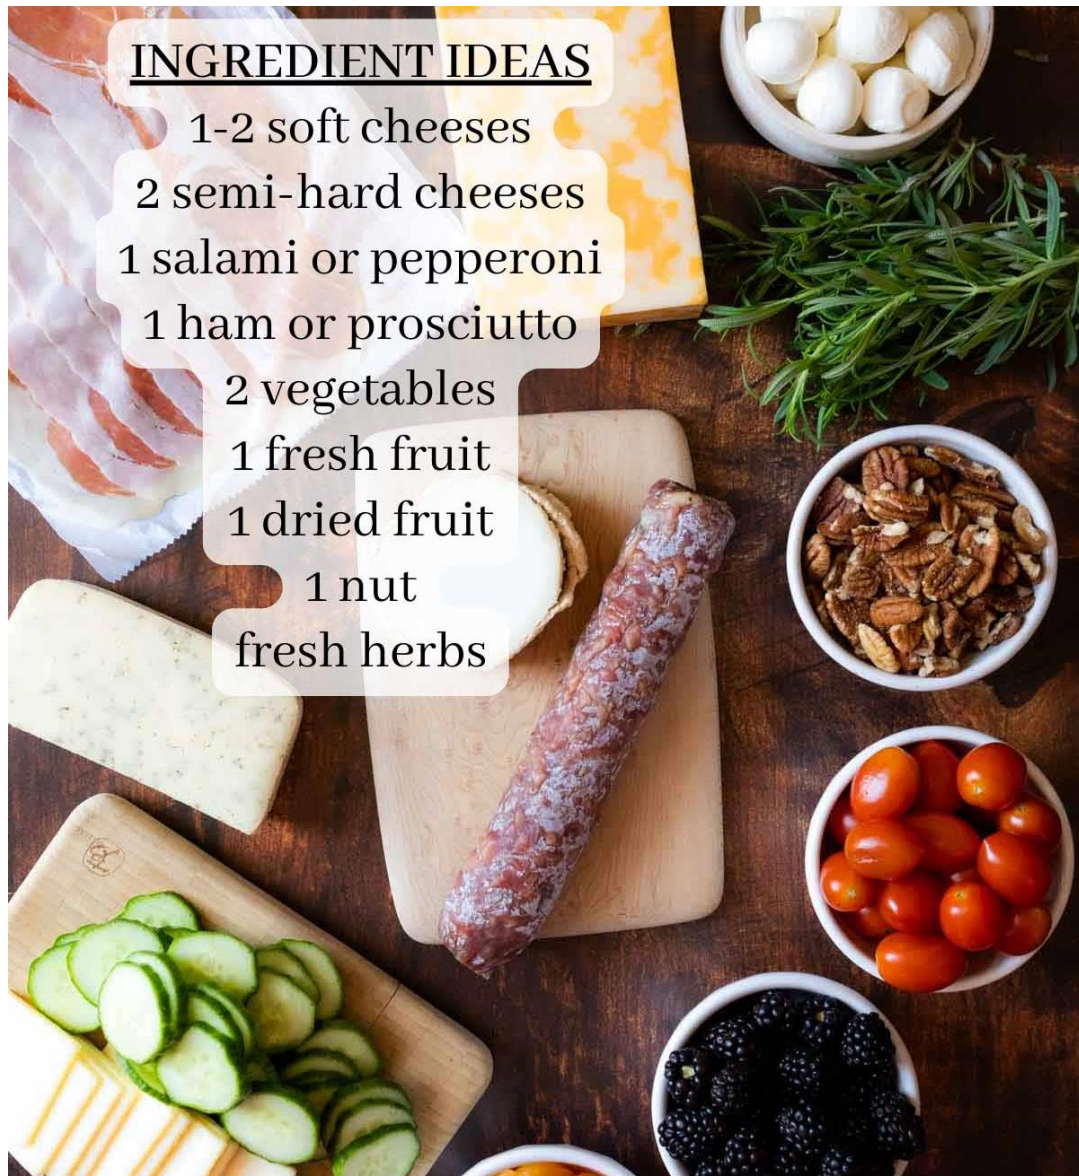 INGREDIENT IDEAS
1-2 soft cheeses
2 semi-hard cheeses
1 salami or pepperoni
1 ham or prosciutto
2 vegetables
1 fresh fruit
1 dried fruit
1 nut
fresh herbs